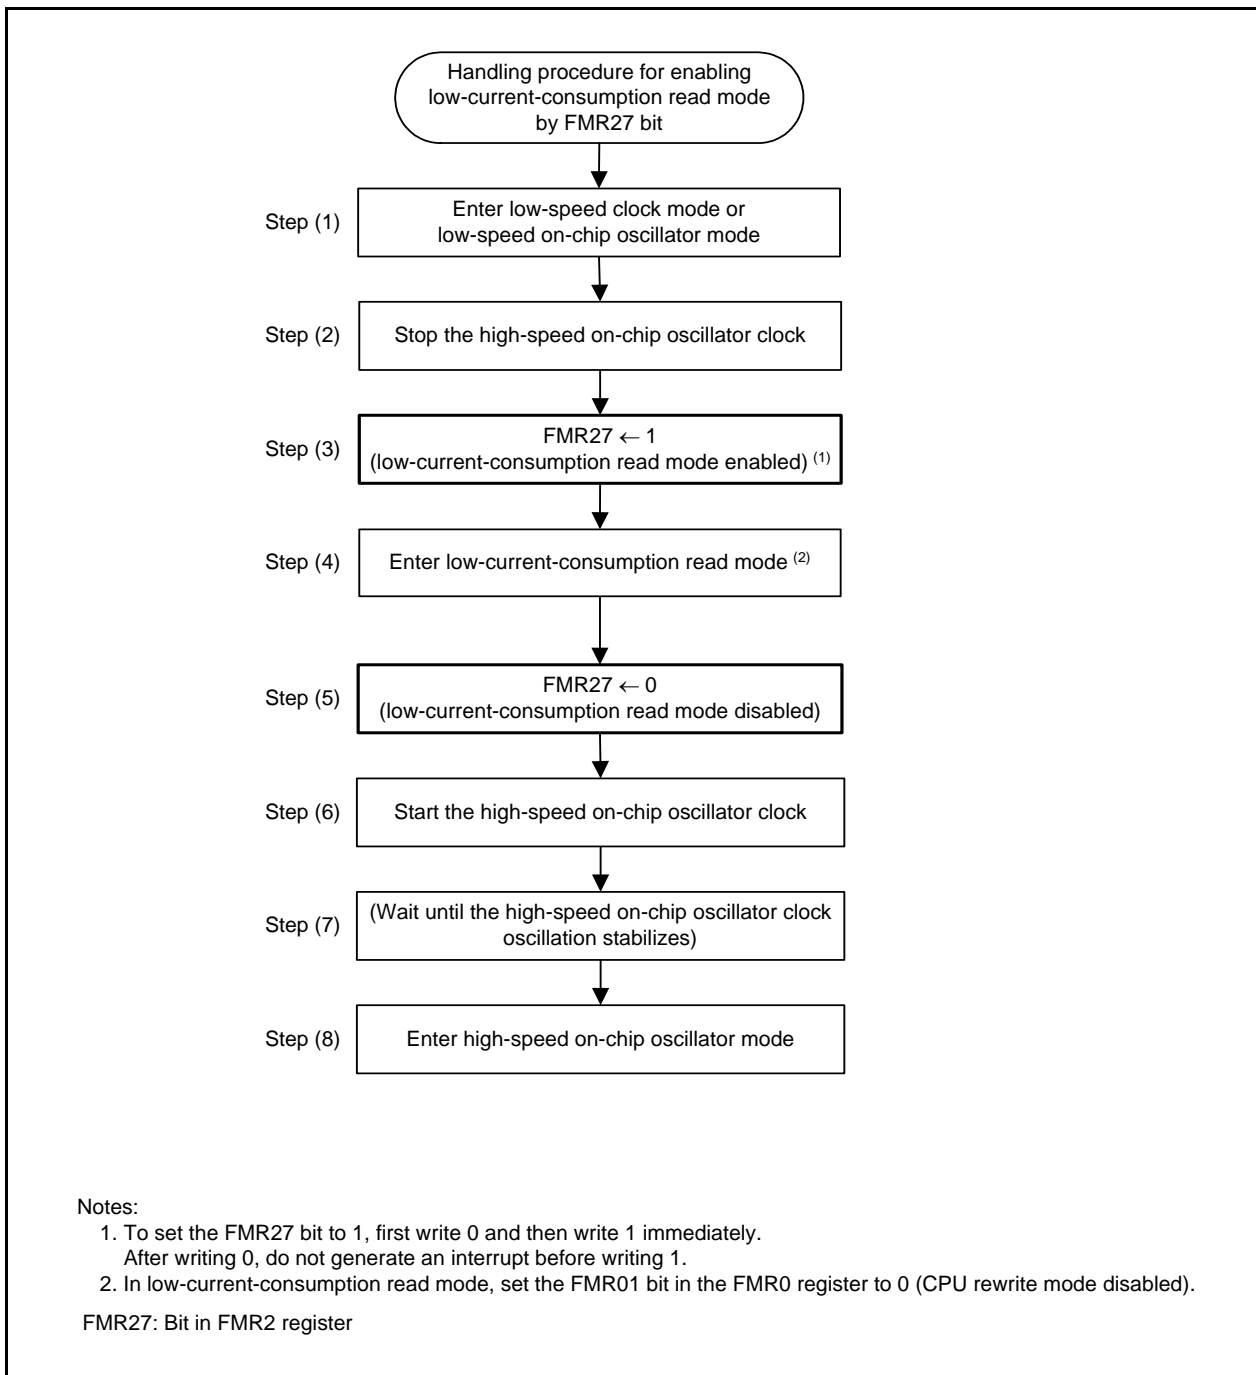 Handling procedure for enabling
low-current-consumption read mode
by FMR27 bit
Step (1)
Enter low-speed clock mode or
low-speed on-chip oscillator mode
Step (2)
Stop the high-speed on-chip oscillator clock
Step (3)
FMR27 ← 1
(low-current-consumption read mode enabled) (1)
Step (4)
Enter low-current-consumption read mode (2)
Step (5)
FMR27 ← 0
(low-current-consumption read mode disabled)
Step (6)
Start the high-speed on-chip oscillator clock
Step (7)
(Wait until the high-speed on-chip oscillator clock
oscillation stabilizes)
Step (8)
Enter high-speed on-chip oscillator mode
Notes:
1. To set the FMR27 bit to 1, first write 0 and then write 1 immediately.
After writing 0, do not generate an interrupt before writing 1.
2. In low-current-consumption read mode, set the FMR01 bit in the FMR0 register to 0 (CPU rewrite mode disabled).
FMR27: Bit in FMR2 register